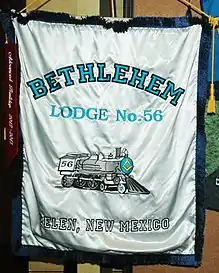 BETHLEHEM
LODGE No.56
56
BELEN, NEW MEXICO